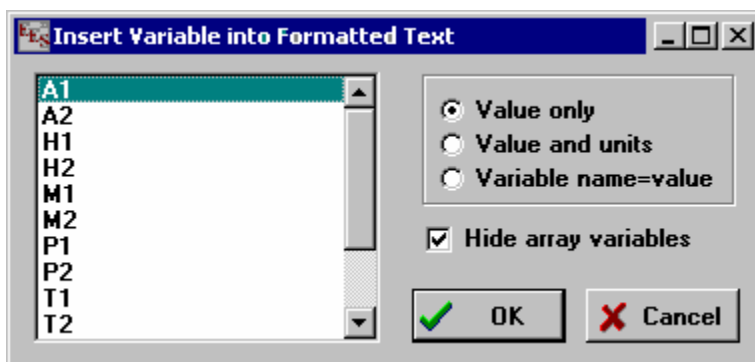 EES Insert Variable into Formatted Text
A1
A2
H1
H2
M1
M2
P1
P2
T1
T2
Value only
Value and units
Variable name=value
Hide array variables
OK
Cancel